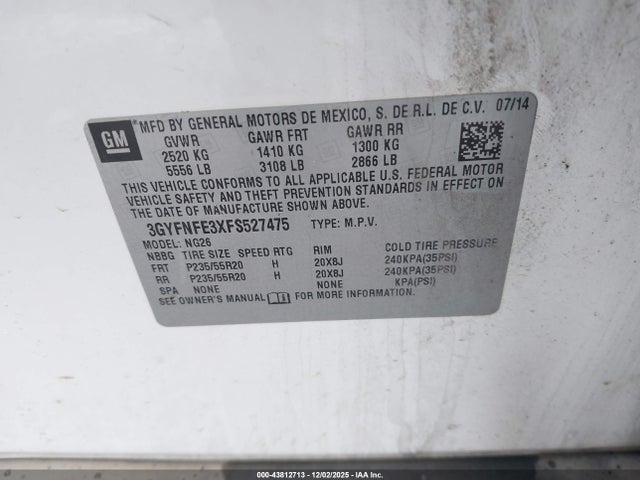 GM
*MFD BY GENERAL MOTORS DE MEXICO, S. DE R.L. DE C.V. 07/14
GVWR GAWR FRT GAWR RR
2520 KG 1410 KG 1300 KG
5556 LB 3108 LB 2866 LB
THIS VEHICLE CONFORMS TO ALL APPLICABLE U.S. FEDERAL MOTOR
VEHICLE SAFETY AND THEFT PREVENTION STANDARDS IN EFFECT ON
THE DATE OF MANUFACTURE SHOWN ABOVE.
3GYFNFE3XFS527475 TYPE: M.P.V.
MODEL: NG26
NBBG TIRE SIZE SPEED RTG RIM COLD TIRE PRESSURE
FRT P235/55R20 H 20X8J 240KPA(35PSI)
RR P235/55R20 H 20X8J 240KPA(35PSI)
SPA NONE NONE KPA(PSI)
SEE OWNER'S MANUAL FOR MORE INFORMATION.
000-43812713 - 12/02/2025 - IAA Inc.